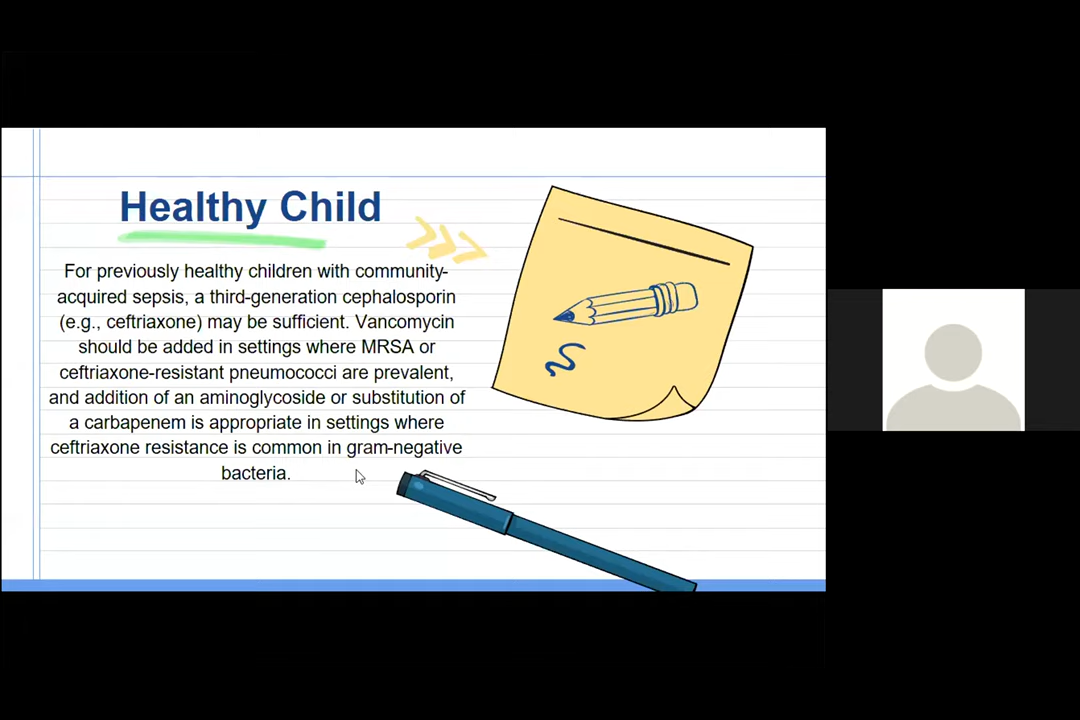 Healthy Child
For previously healthy children with community-
acquired sepsis, a third-generation cephalosporin
(e.g., ceftriaxone) may be sufficient. Vancomycin
should be added in settings where MRSA or
ceftriaxone-resistant pneumococci are prevalent,
and addition of an aminoglycoside or substitution of
a carbapenem is appropriate in settings where
ceftriaxone resistance is common in gram-negative
bacteria.